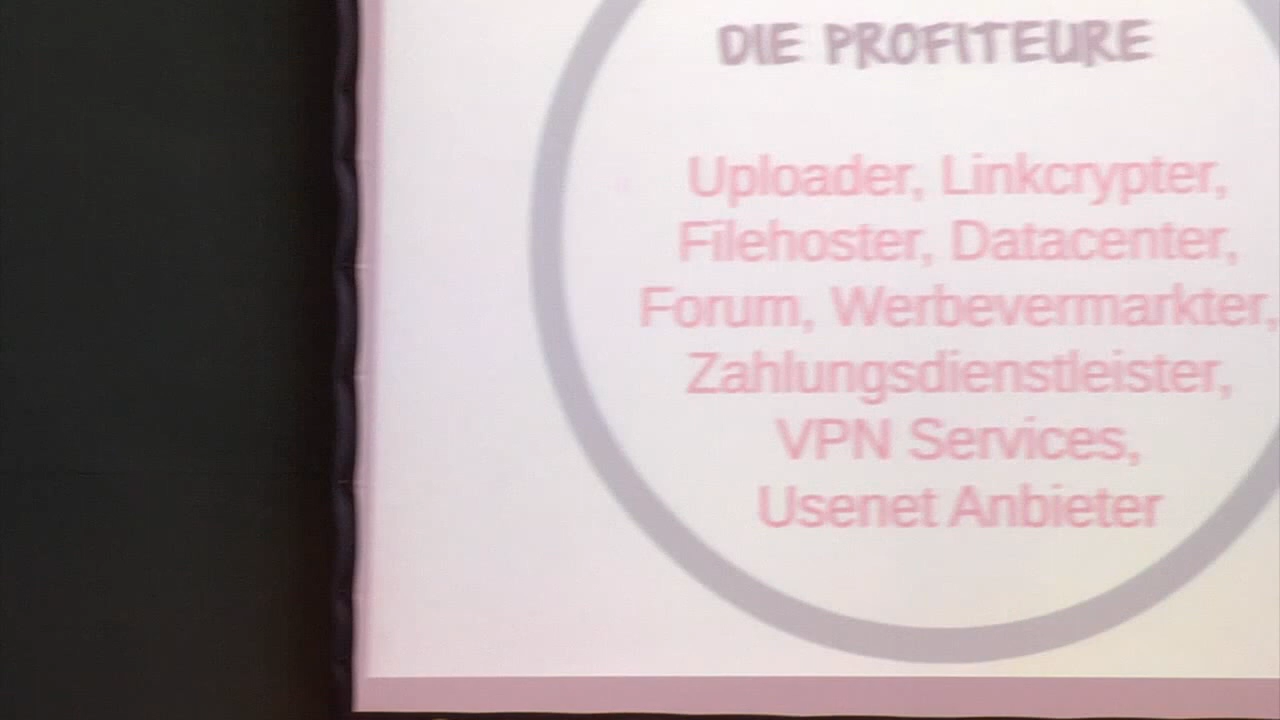 DIE PROFITEURE
Uploader, Linkcrypter,
Filehoster, Datacenter,
Forum, Werbevermarkter,
Zahlungsdienstleister,
VPN Services,
Usenet Anbieter